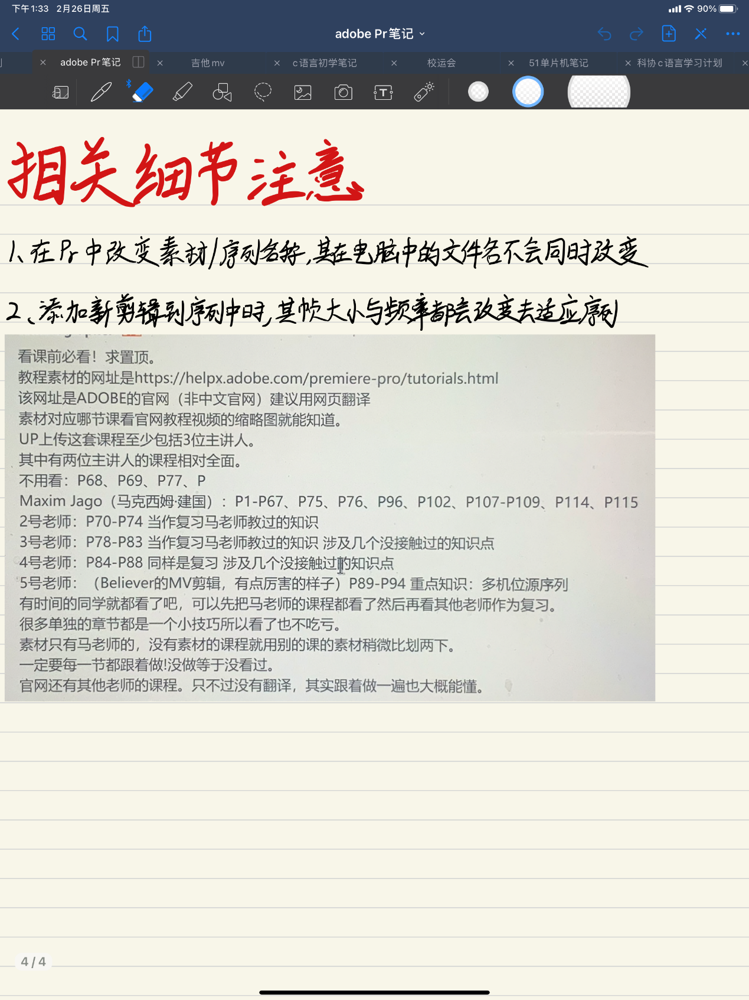 下午1:33 2月26日周五
90%
adobe Pr笔记
adobe Pr笔记
吉他mv
c语言初学笔记
校运会
51单片机笔记
科协c语言学习计划
相关细节注意
1、在Pr中改变素材/序列名称,其在电脑中的文件名不会同时改变
2、添加新剪辑到序列中时,其帧大小与频率都会改变去适应序列
看课前必看！求置顶。
教程素材的网址是https://helpx.adobe.com/premiere-pro/tutorials.html
该网址是ADOBE的官网（非中文官网）建议用网页翻译
素材对应哪节课看官网教程视频的缩略图就能知道。
UP上传这套课程至少包括3位主讲人。
其中有两位主讲人的课程相对全面。
不用看：P68、P69、P77、P
Maxim Jago（马克西姆·建国）：P1-P67、P75、P76、P96、P102、P107-P109、P114、P115
2号老师：P70-P74 当作复习马老师教过的知识
3号老师：P78-P83 当作复习马老师教过的知识 涉及几个没接触过的知识点
4号老师：P84-P88 同样是复习 涉及几个没接触过的知识点
5号老师：（Believer的MV剪辑，有点厉害的样子）P89-P94 重点知识：多机位源序列
有时间的同学就都看了吧，可以先把马老师的课程都看了然后再看其他老师作为复习。
很多单独的章节都是一个小技巧所以看了也不吃亏。
素材只有马老师的，没有素材的课程就用别的课的素材稍微比划两下。
一定要每一节都跟着做!没做等于没看过。
官网还有其他老师的课程。只不过没有翻译，其实跟着做一遍也大概能懂。
4 / 4